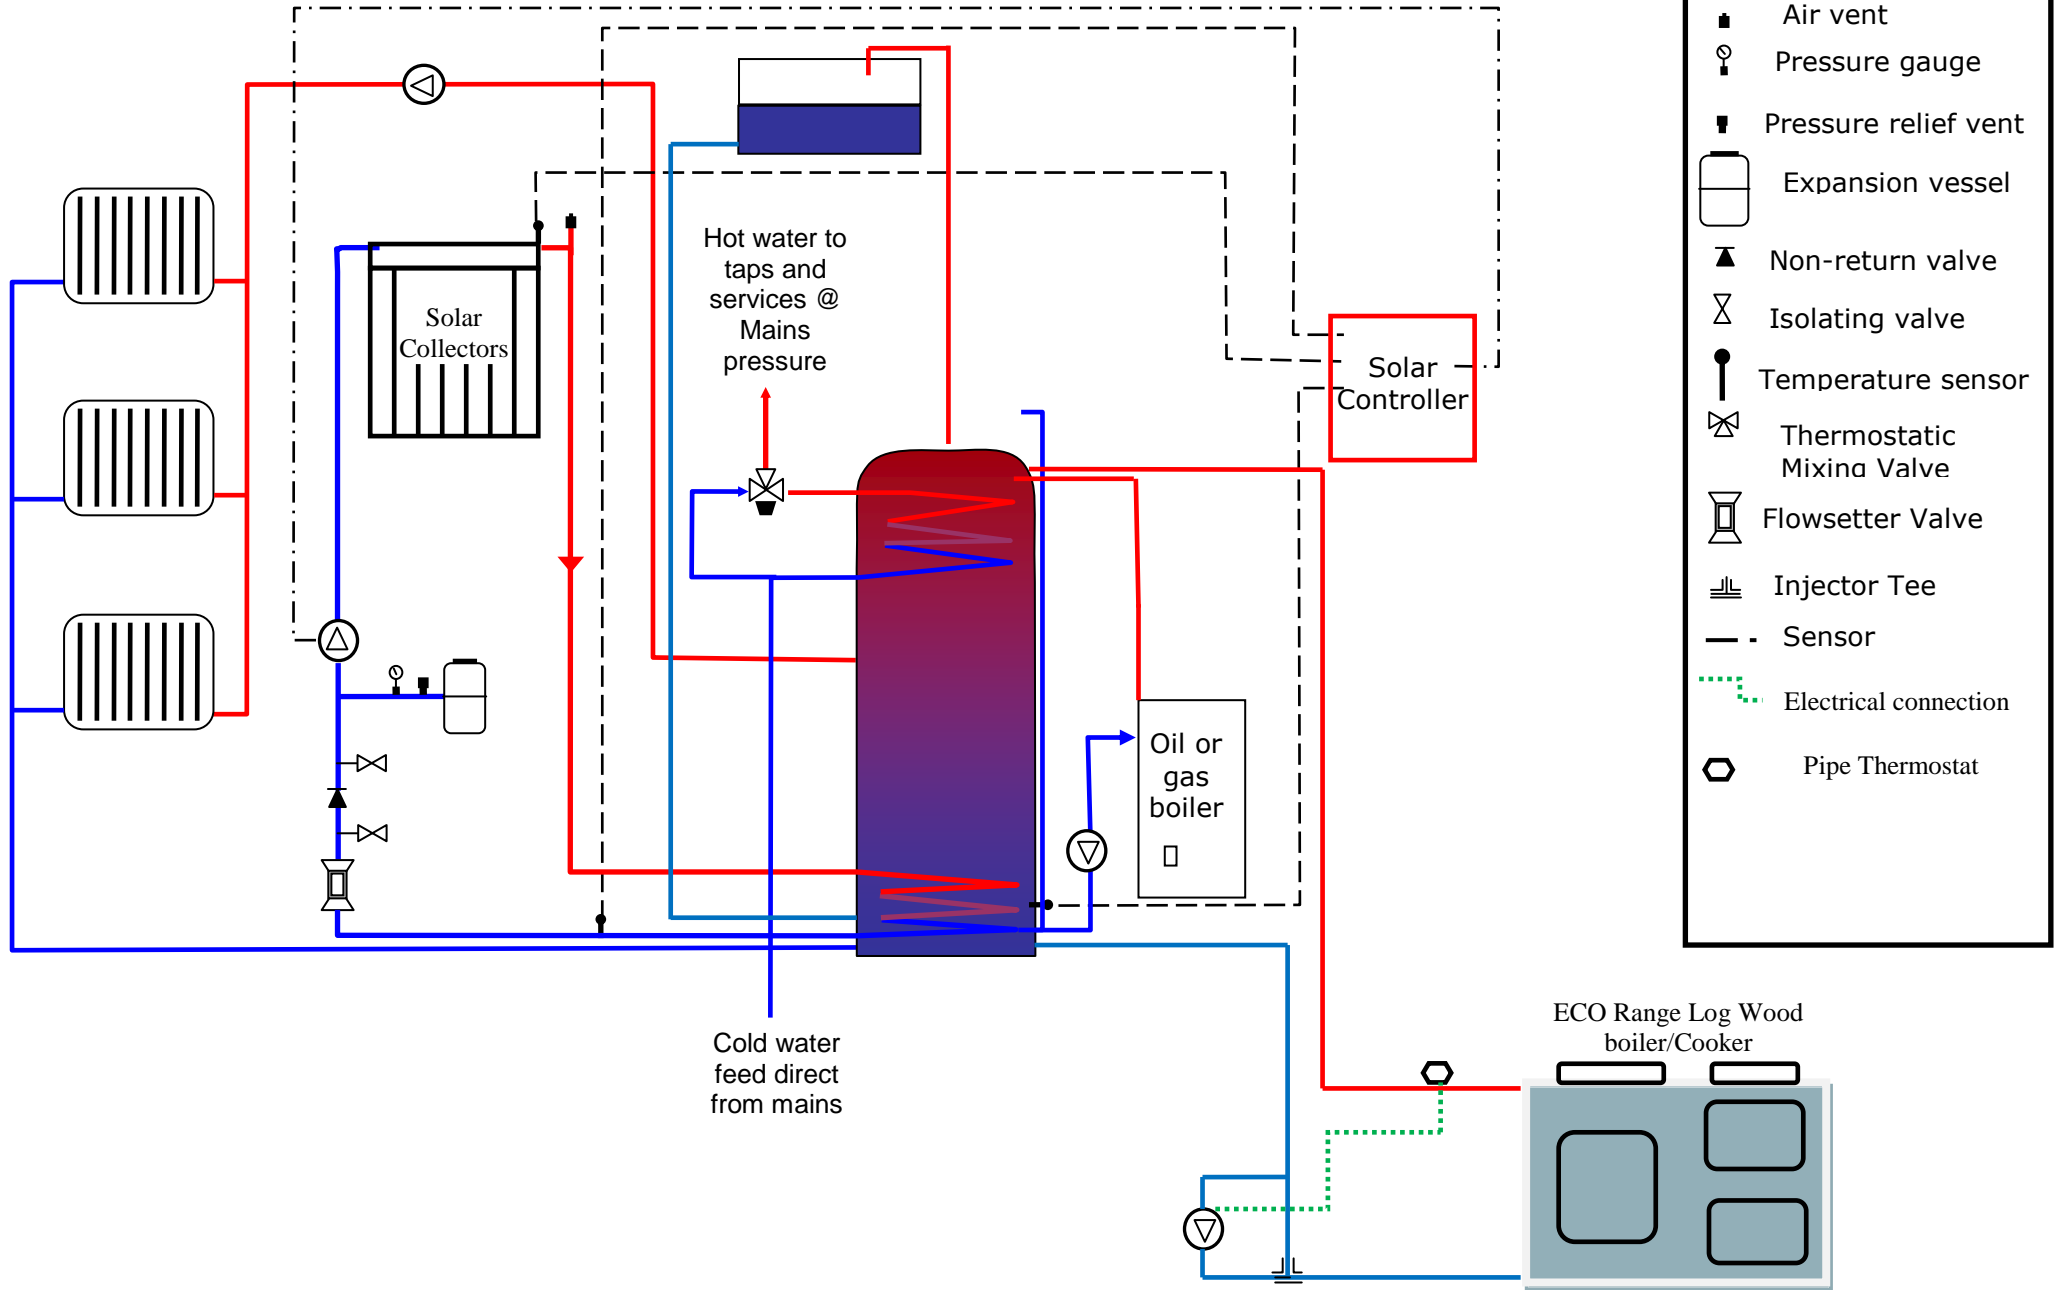 Hot water to
taps and
services @
Mains
pressure
Solar
Collectors
Solar
Controller
Oil or
gas
boiler
Cold water
feed direct
from mains
ECO Range Log Wood
boiler/Cooker
Air vent
Pressure gauge
Pressure relief vent
Expansion vessel
Non-return valve
Isolating valve
Temperature sensor
Thermostatic
Mixing Valve
Flowsetter Valve
Injector Tee
Sensor
Electrical connection
Pipe Thermostat